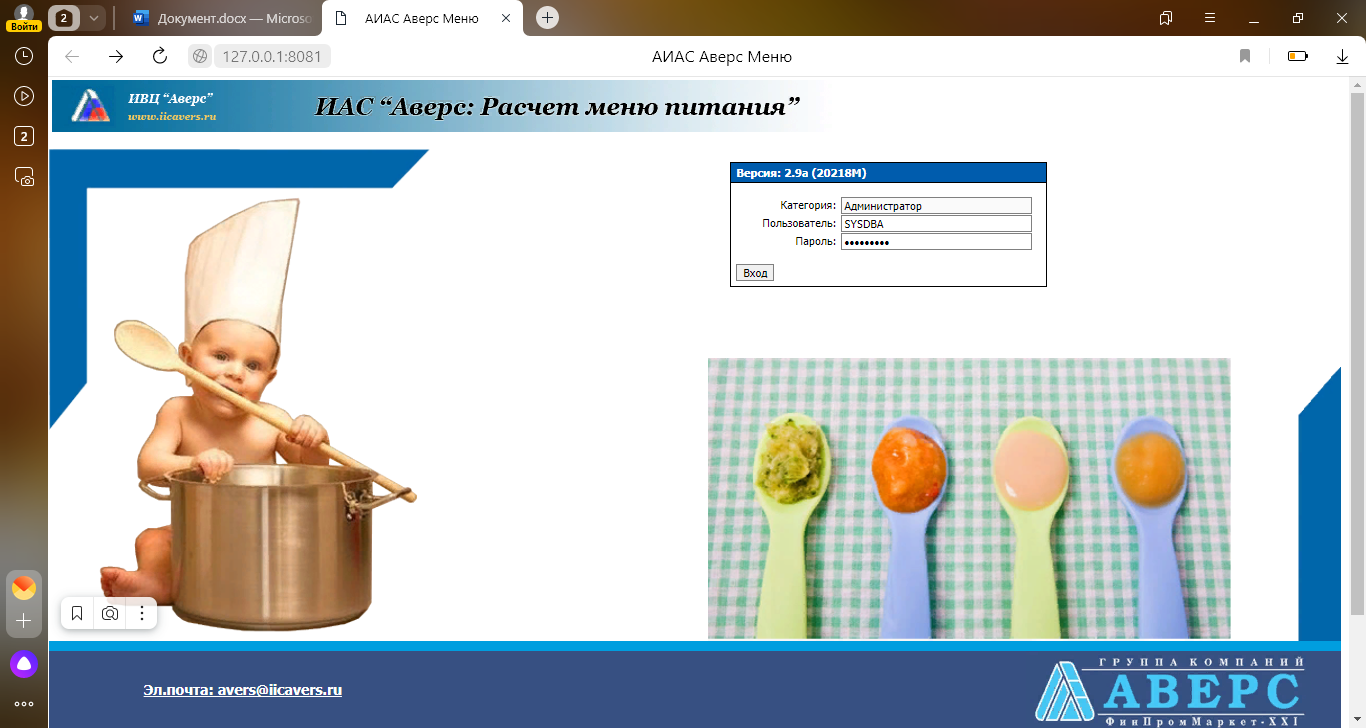 Войти
2
Документ.docx — Microso
АИАС Аверс Меню
127.0.0.1:8081
АИАС Аверс Меню
2
ИВЦ “Аверс”
www.iicavers.ru
ИАС “Аверс: Расчет меню питания”
Версия: 2.9a (20218M)
Категория: Администратор
Пользователь: SYSDBA
Пароль: •••••••••
Вход
Эл.почта: avers@iicavers.ru
ГРУППА КОМПАНИЙ
АВЕРС
ФинПромМаркет-XXI